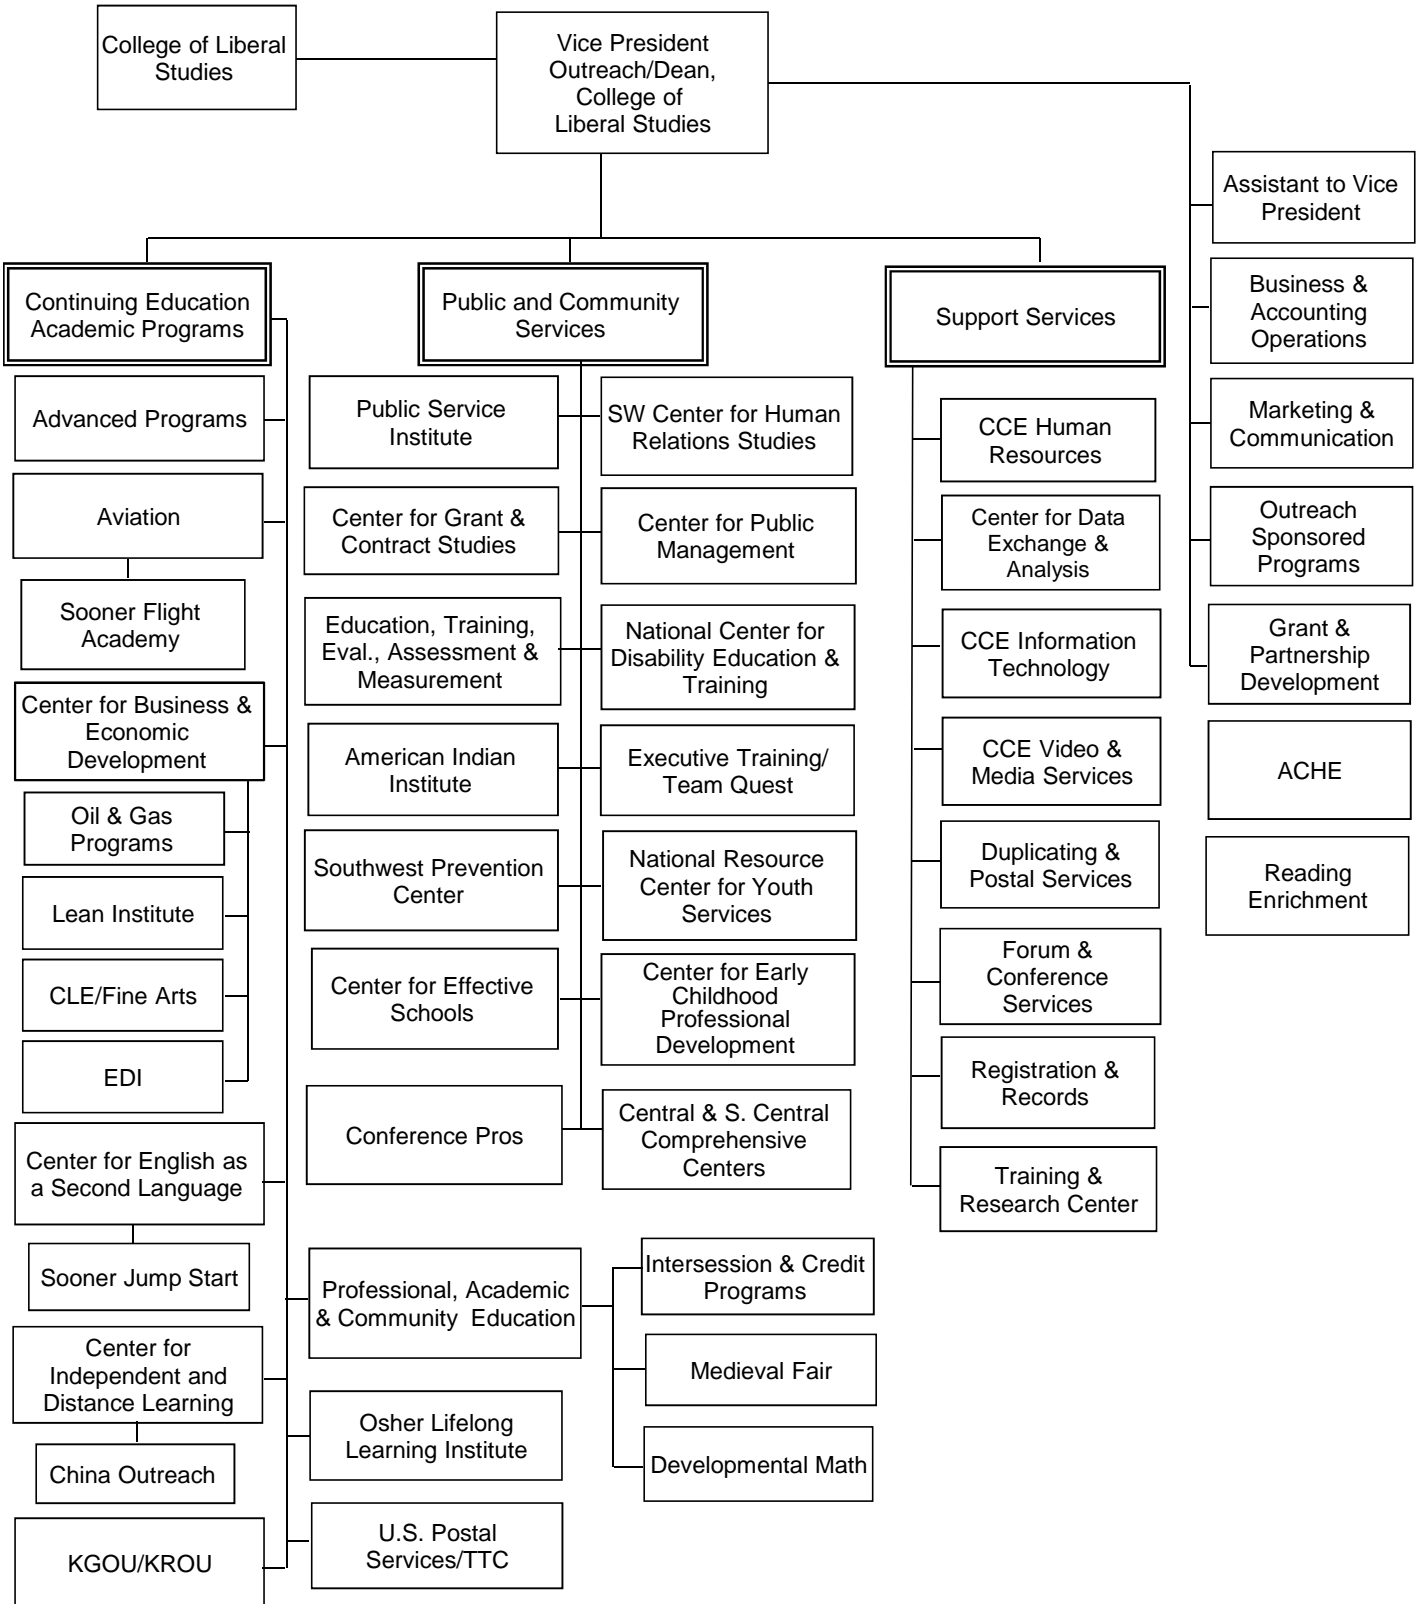 College of Liberal
Studies
Vice President
Outreach/Dean,
College of
Liberal Studies
Assistant to Vice
President
Business &
Accounting
Operations
Marketing &
Communication
Outreach
Sponsored
Programs
Grant &
Partnership
Development
ACHE
Reading
Enrichment
Continuing Education
Academic Programs
Advanced Programs
Aviation
Sooner Flight
Academy
Center for Business &
Economic
Development
Oil & Gas
Programs
Lean Institute
CLE/Fine Arts
EDI
Center for English as
a Second Language
Sooner Jump Start
Center for
Independent and
Distance Learning
China Outreach
KGOU/KROU
Professional, Academic
& Community Education
Intersession & Credit
Programs
Medieval Fair
Developmental Math
Osher Lifelong
Learning Institute
U.S. Postal
Services/TTC
Public and Community
Services
Public Service
Institute
SW Center for Human
Relations Studies
Center for Grant &
Contract Studies
Center for Public
Management
Education, Training,
Eval., Assessment &
Measurement
National Center for
Disability Education &
Training
American Indian
Institute
Executive Training/
Team Quest
Southwest Prevention
Center
National Resource
Center for Youth
Services
Center for Effective
Schools
Center for Early
Childhood
Professional
Development
Conference Pros
Central & S. Central
Comprehensive
Centers
Support Services
CCE Human
Resources
Center for Data
Exchange &
Analysis
CCE Information
Technology
CCE Video &
Media Services
Duplicating &
Postal Services
Forum &
Conference
Services
Registration &
Records
Training &
Research Center